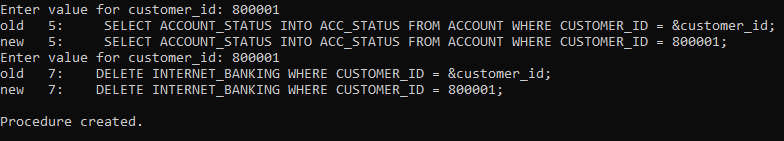 Enter value for customer_id: 800001
old   5:     SELECT ACCOUNT_STATUS INTO ACC_STATUS FROM ACCOUNT WHERE CUSTOMER_ID = &customer_id;
new   5:     SELECT ACCOUNT_STATUS INTO ACC_STATUS FROM ACCOUNT WHERE CUSTOMER_ID = 800001;
Enter value for customer_id: 800001
old   7:    DELETE INTERNET_BANKING WHERE CUSTOMER_ID = &customer_id;
new   7:    DELETE INTERNET_BANKING WHERE CUSTOMER_ID = 800001;
Procedure created.